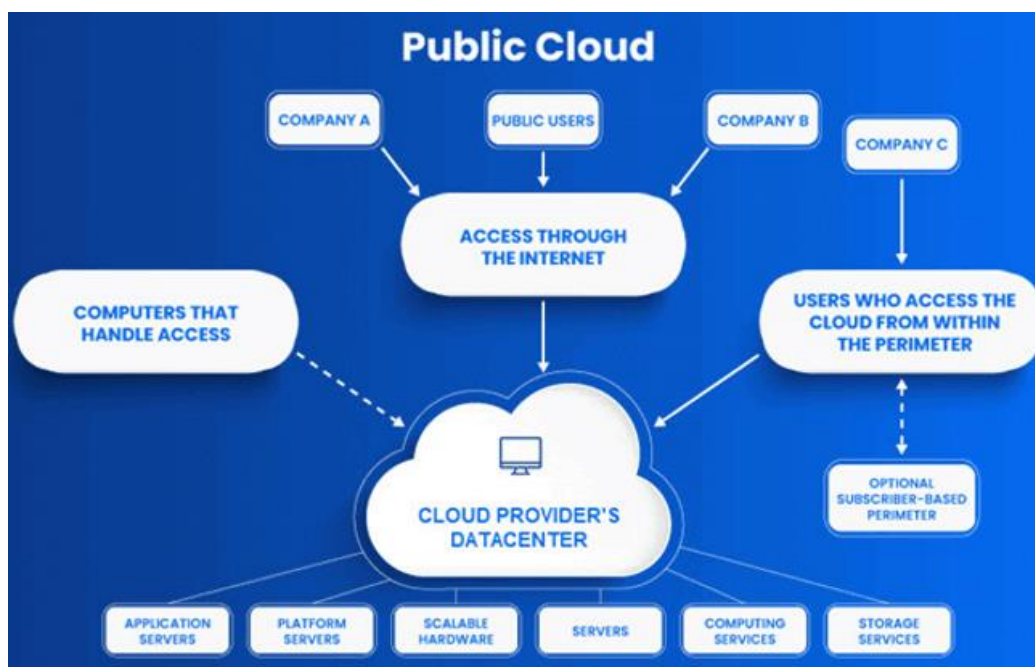 Public Cloud
COMPANY A
PUBLIC USERS
COMPANY B
COMPANY C
ACCESS THROUGH
THE INTERNET
COMPUTERS THAT
HANDLE ACCESS
USERS WHO ACCESS THE
CLOUD FROM WITHIN
THE PERIMETER
OPTIONAL
SUBSCRIBER-BASED
PERIMETER
CLOUD PROVIDER'S
DATACENTER
APPLICATION
SERVERS
PLATFORM
SERVERS
SCALABLE
HARDWARE
SERVERS
COMPUTING
SERVICES
STORAGE
SERVICES